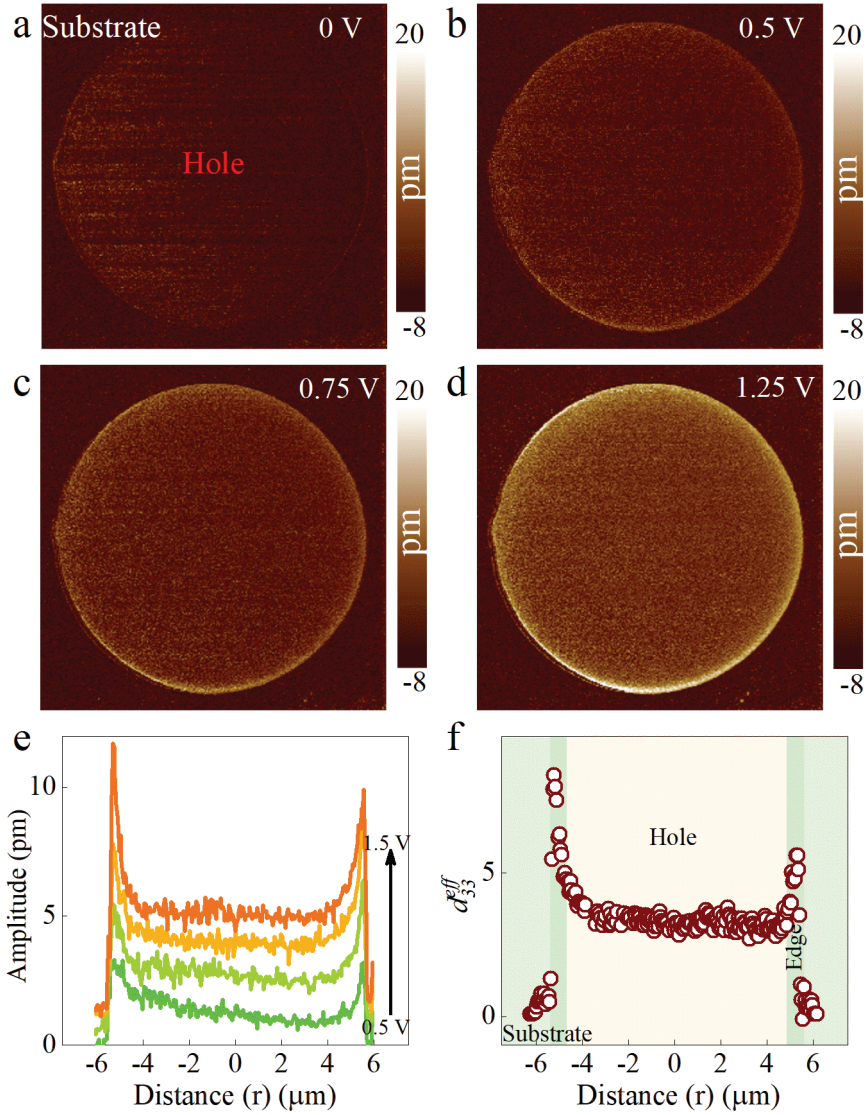 a
Substrate
0 V
Hole
20
pm
-8
b
0.5 V
20
pm
-8
c
0.75 V
20
pm
-8
d
1.25 V
20
pm
-8
e
10
5
0
Amplitude (pm)
1.5 V
0.5 V
-6 -4 -2 0 2 4 6
Distance (r) (μm)
f
5
0
d33^eff
Hole
Edge
Substrate
-6 -4 -2 0 2 4 6
Distance (r) (μm)